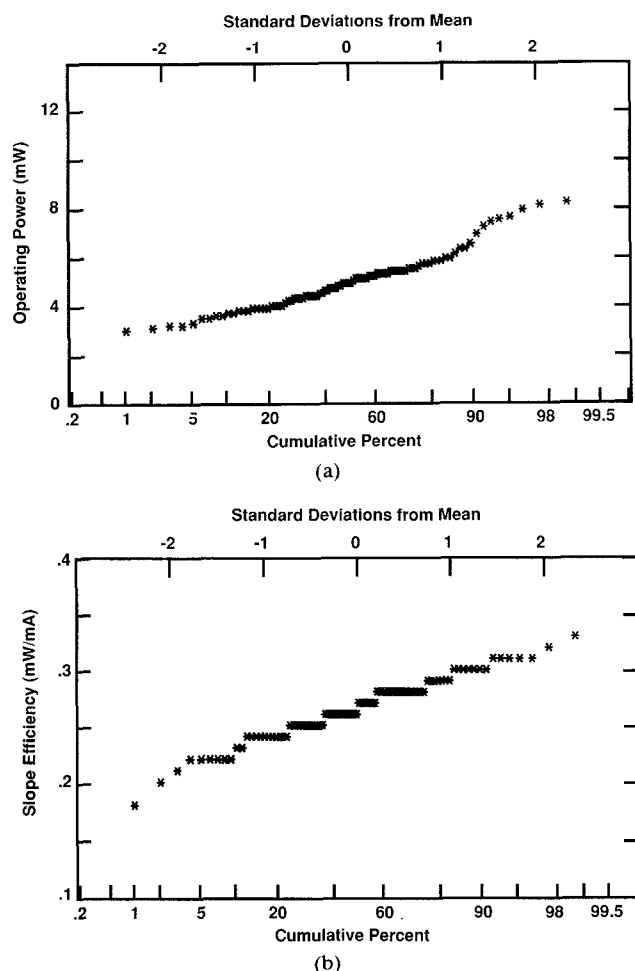 Standard Deviations from Mean
-2 -1 0 1 2
12
8
4
0
Operating Power (mW)
.2 1 5 20 60 90 98 99.5
Cumulative Percent
(a)
Standard Deviations from Mean
-2 -1 0 1 2
.4
.3
.2
.1
Slope Efficiency (mW/mA)
.2 1 5 20 60 90 98 99.5
Cumulative Percent
(b)